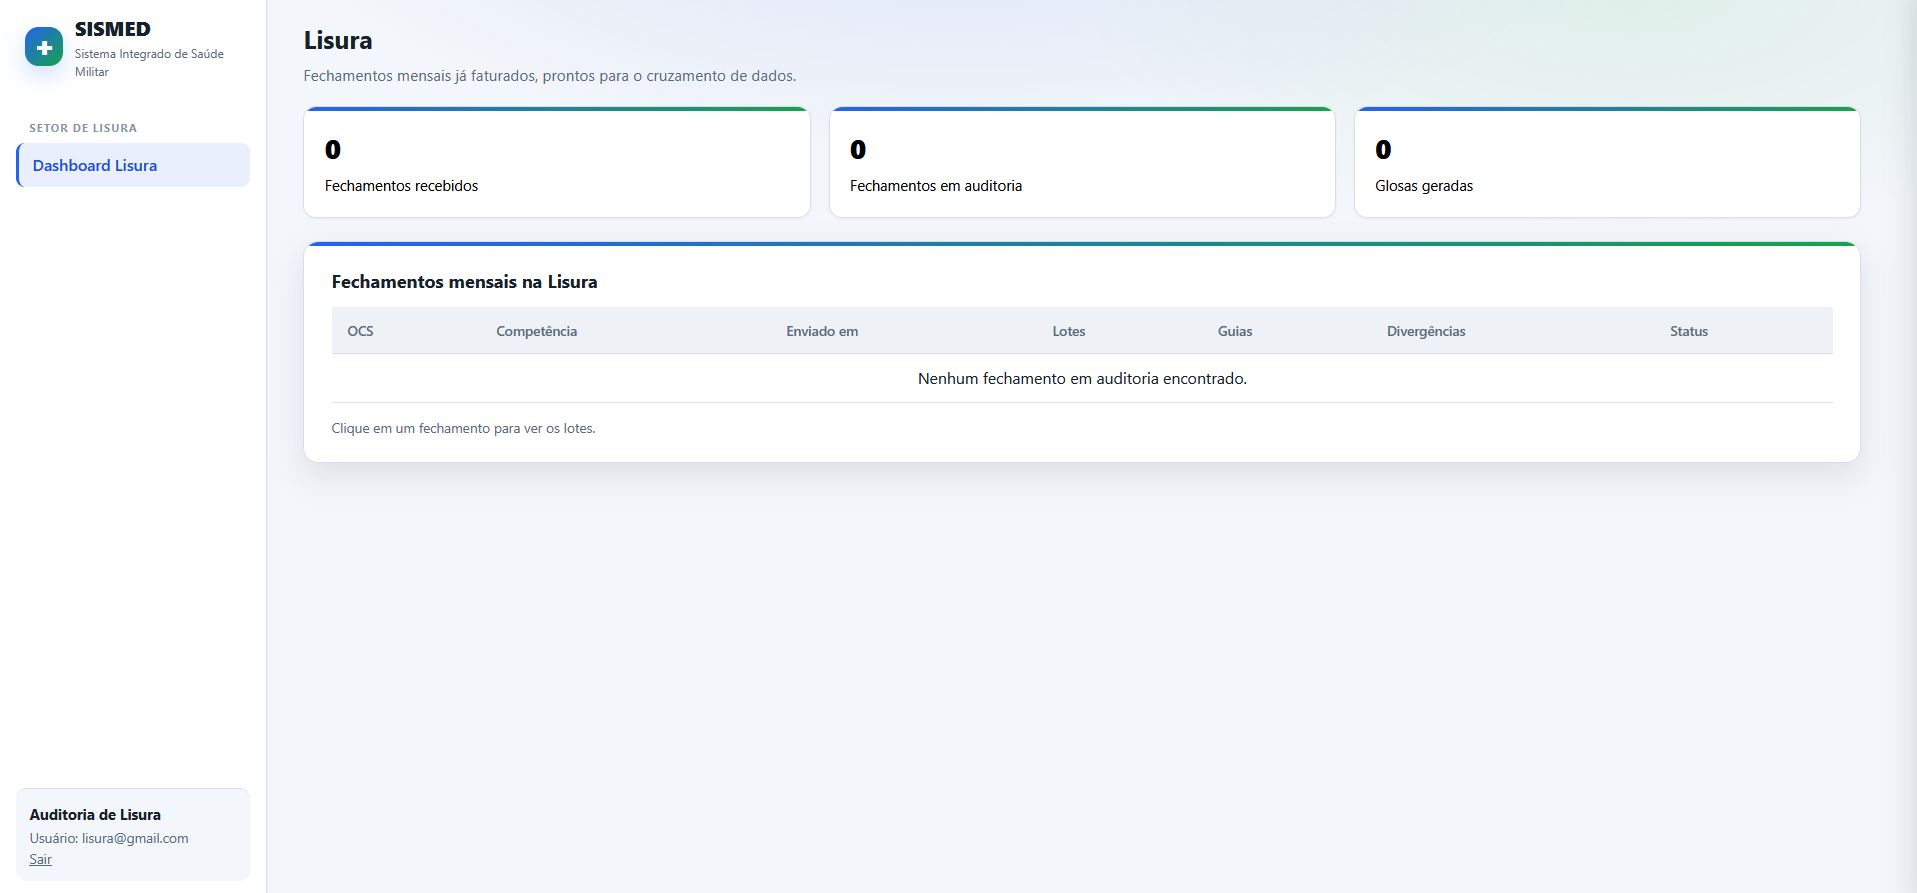 SISMED
Sistema Integrado de Saúde
Militar
SETOR DE LISURA
Dashboard Lisura
Auditoria de Lisura
Usuário: lisura@gmail.com
Sair
Lisura
Fechamentos mensais já faturados, prontos para o cruzamento de dados.
0
Fechamentos recebidos
0
Fechamentos em auditoria
0
Glosas geradas
Fechamentos mensais na Lisura
OCS Competência Enviado em Lotes Guias Divergências Status
Nenhum fechamento em auditoria encontrado.
Clique em um fechamento para ver os lotes.